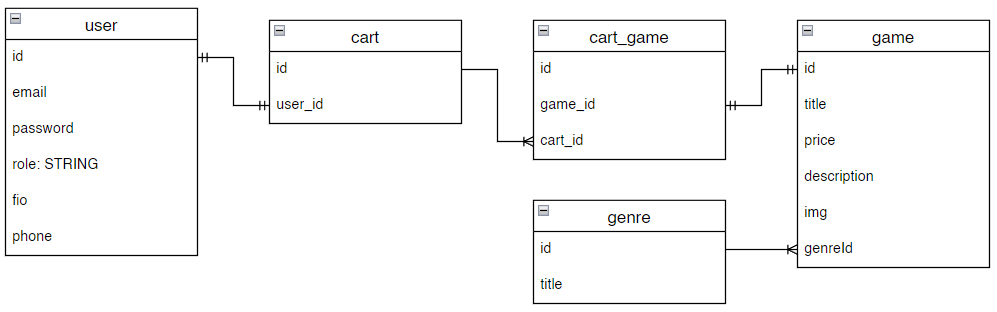 user
id
email
password
role: STRING
fio
phone
cart
id
user_id
cart_game
id
game_id
cart_id
game
id
title
price
description
img
genreId
genre
id
title